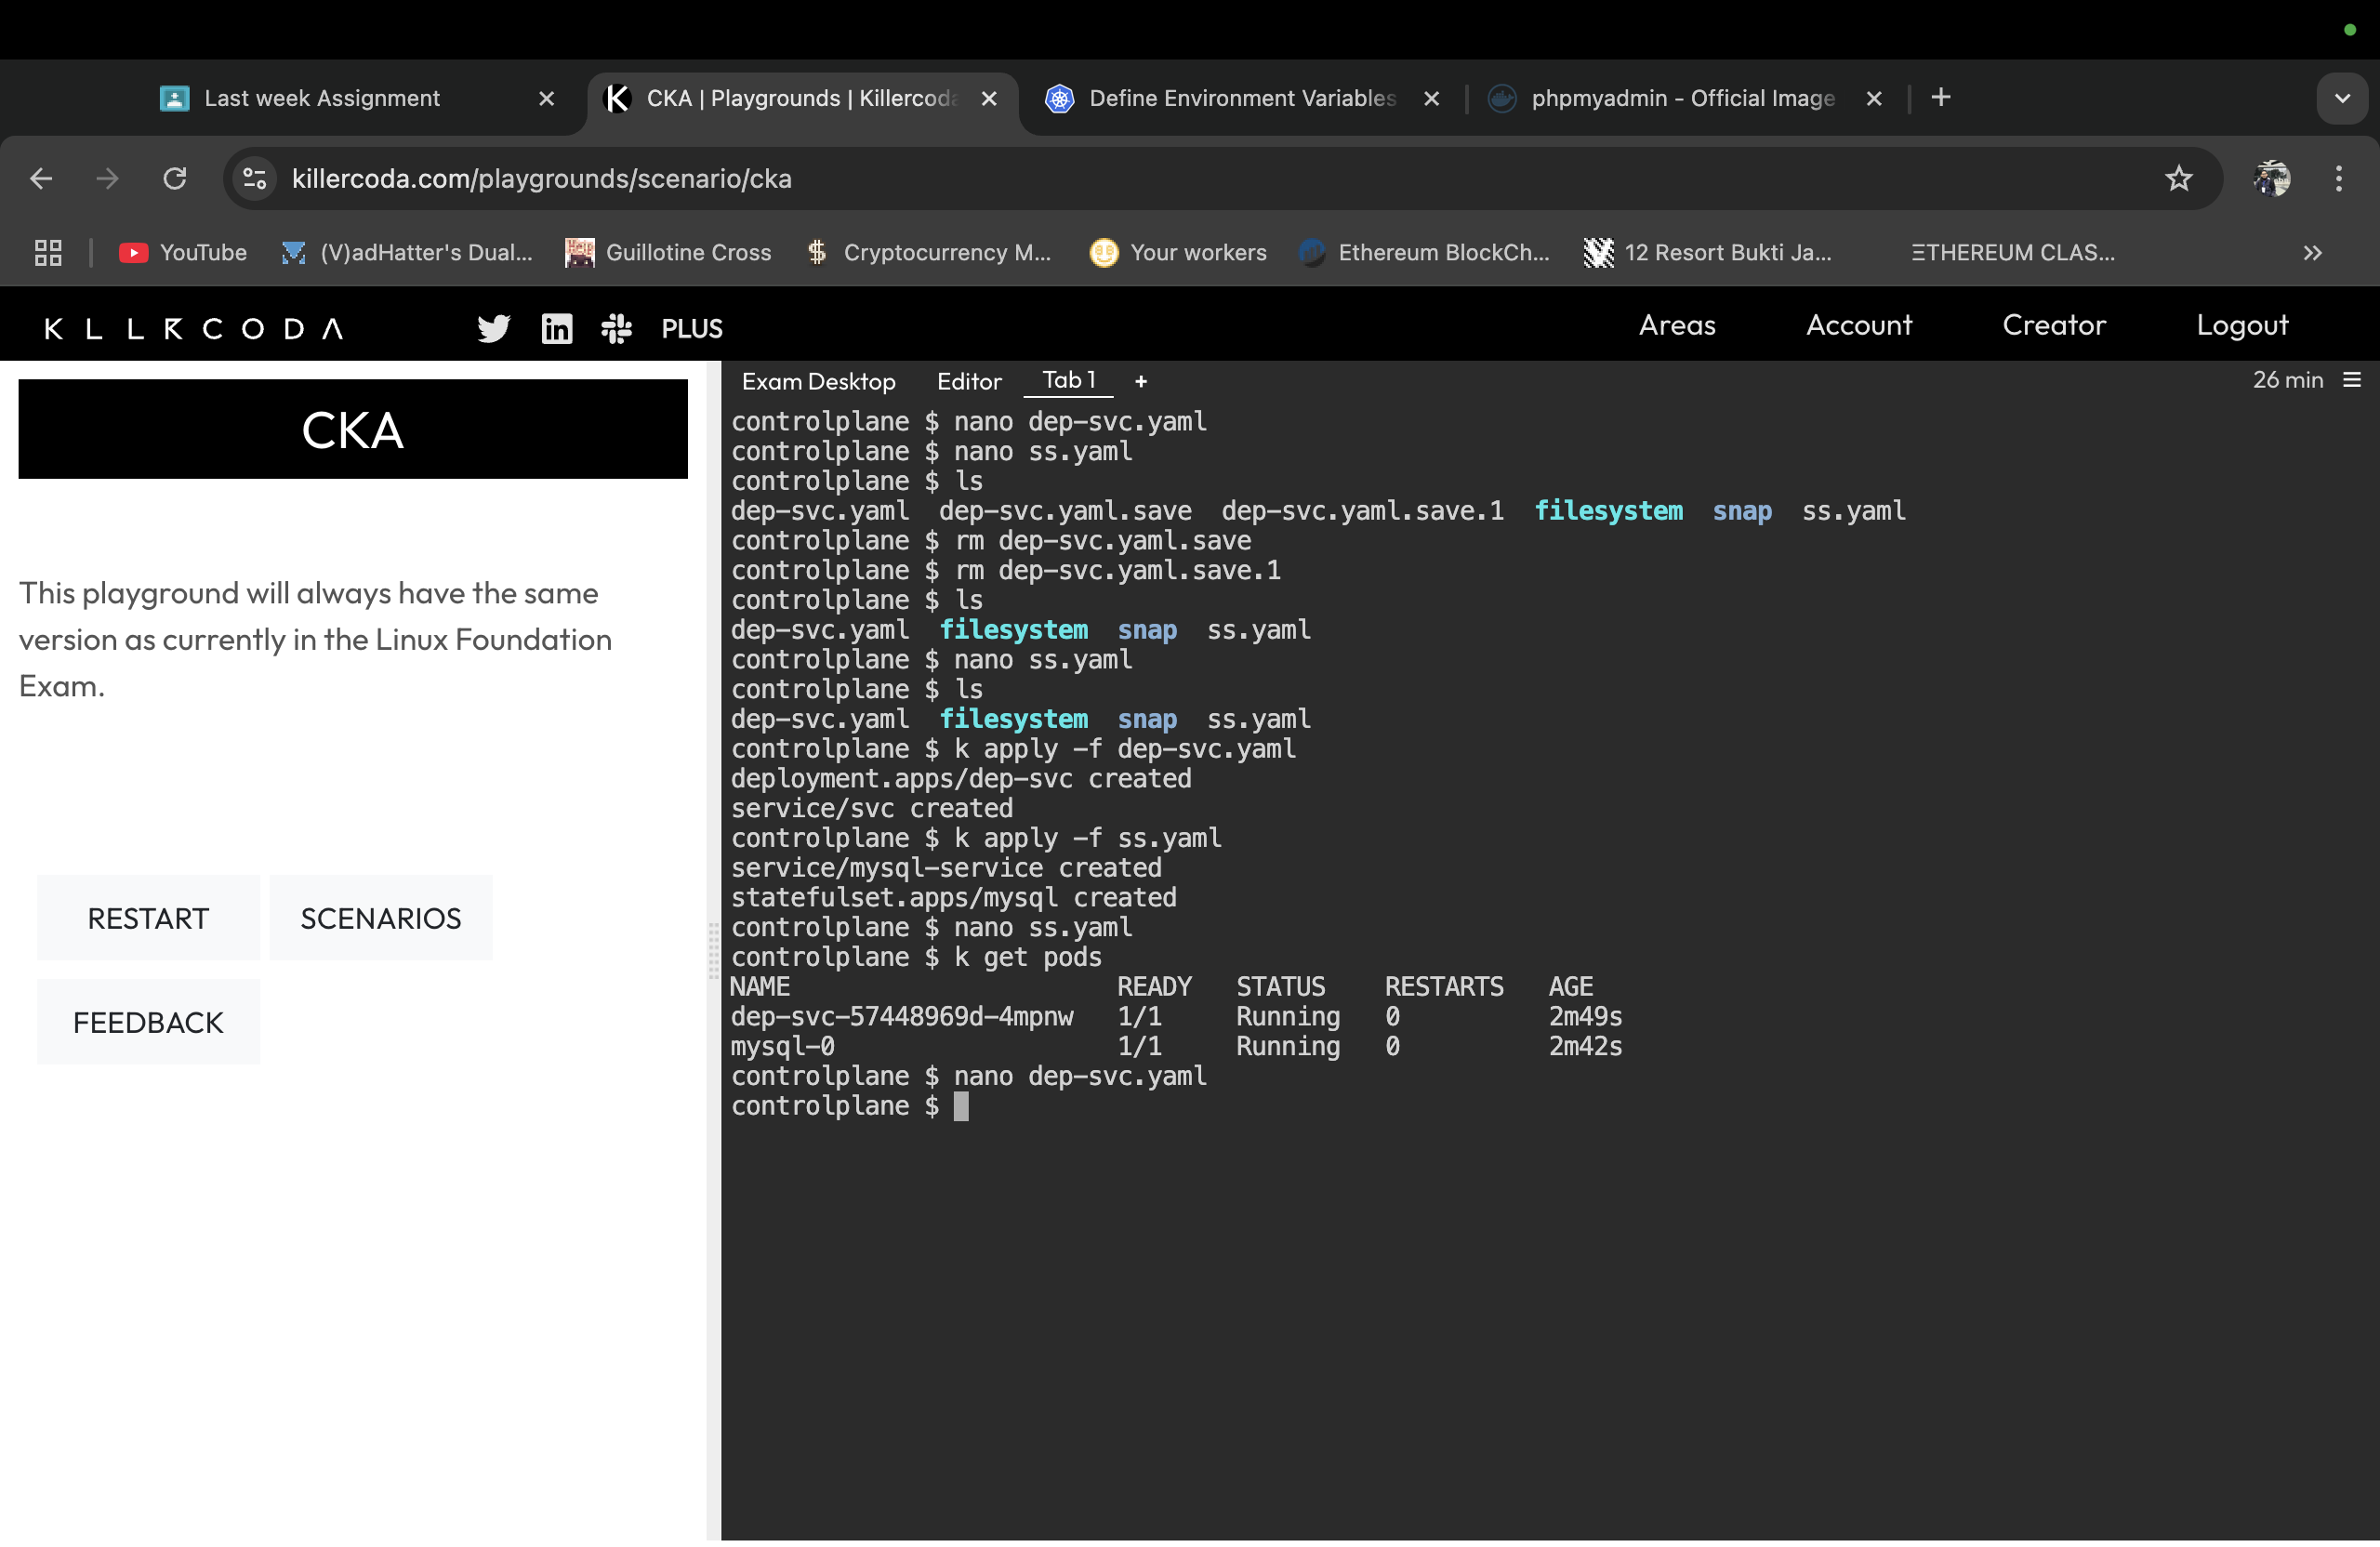 Last week Assignment
CKA | Playgrounds | Killercoda
Define Environment Variables
phpmyadmin - Official Image
killercoda.com/playgrounds/scenario/cka
YouTube
(V)adHatter's Dual...
Guillotine Cross
Cryptocurrency M...
Your workers
Ethereum BlockCh...
12 Resort Bukti Ja...
ΞTHEREUM CLAS...
KLLRCODA
PLUS
Areas
Account
Creator
Logout
CKA
This playground will always have the same
version as currently in the Linux Foundation
Exam.
RESTART
SCENARIOS
FEEDBACK
Exam Desktop
Editor
Tab 1
+
26 min
controlplane $ nano dep-svc.yaml
controlplane $ nano ss.yaml
controlplane $ ls
dep-svc.yaml  dep-svc.yaml.save  dep-svc.yaml.save.1  filesystem  snap  ss.yaml
controlplane $ rm dep-svc.yaml.save
controlplane $ rm dep-svc.yaml.save.1
controlplane $ ls
dep-svc.yaml  filesystem  snap  ss.yaml
controlplane $ nano ss.yaml
controlplane $ ls
dep-svc.yaml  filesystem  snap  ss.yaml
controlplane $ k apply -f dep-svc.yaml
deployment.apps/dep-svc created
service/svc created
controlplane $ k apply -f ss.yaml
service/mysql-service created
statefulset.apps/mysql created
controlplane $ nano ss.yaml
controlplane $ k get pods
NAME                      READY   STATUS    RESTARTS   AGE
dep-svc-57448969d-4mpnw   1/1     Running   0          2m49s
mysql-0                   1/1     Running   0          2m42s
controlplane $ nano dep-svc.yaml
controlplane $